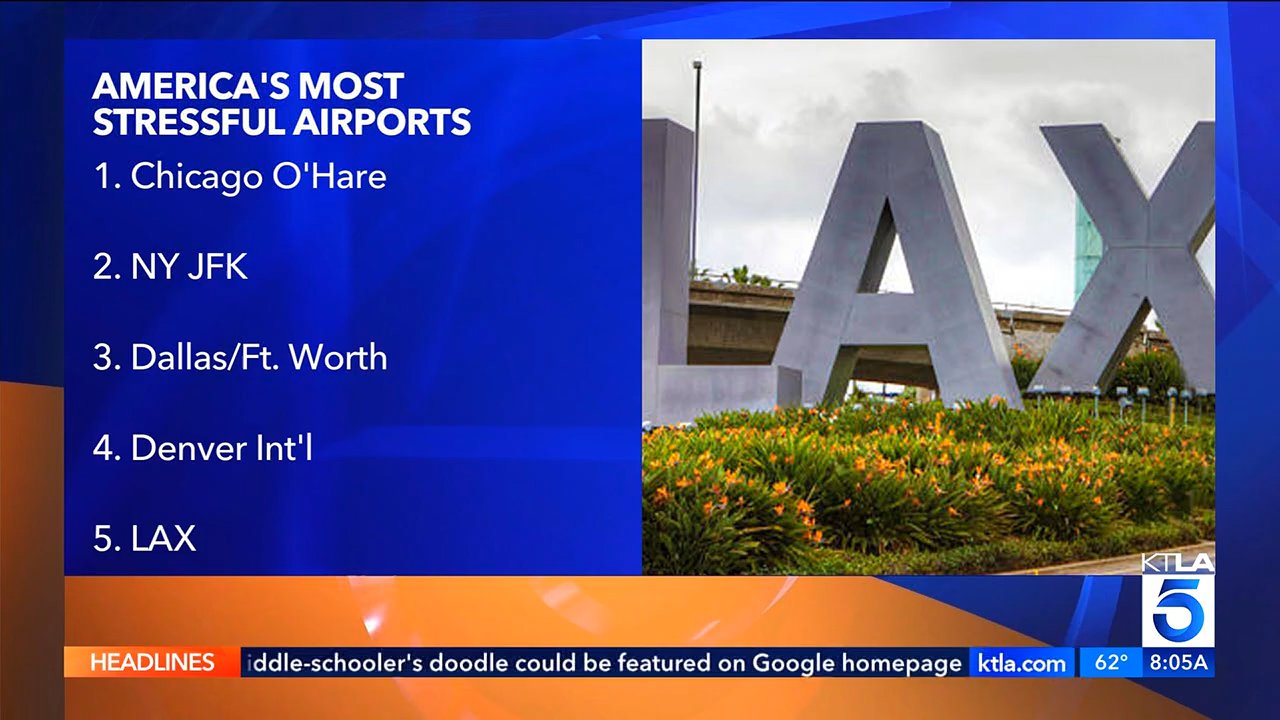 AMERICA'S MOST
STRESSFUL AIRPORTS
1. Chicago O'Hare
2. NY JFK
3. Dallas/Ft. Worth
4. Denver Int'l
5. LAX
LAX
KTLA
5
HEADLINES
iddle-schooler's doodle could be featured on Google homepage
ktla.com
62°
8:05A